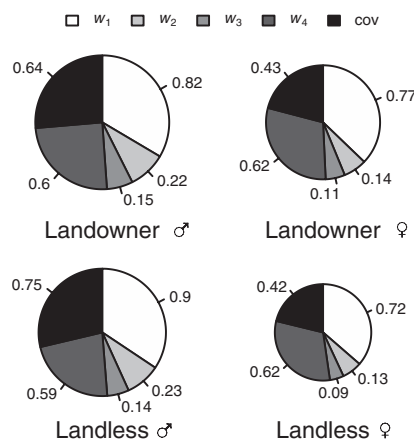 w₁ w₂ w₃ w₄ cov
0.64 0.82
0.6 0.15 0.22
Landowner ♂
0.43 0.77
0.62 0.11 0.14
Landowner ♀
0.75 0.9
0.59 0.14 0.23
Landless ♂
0.42 0.72
0.62 0.09 0.13
Landless ♀